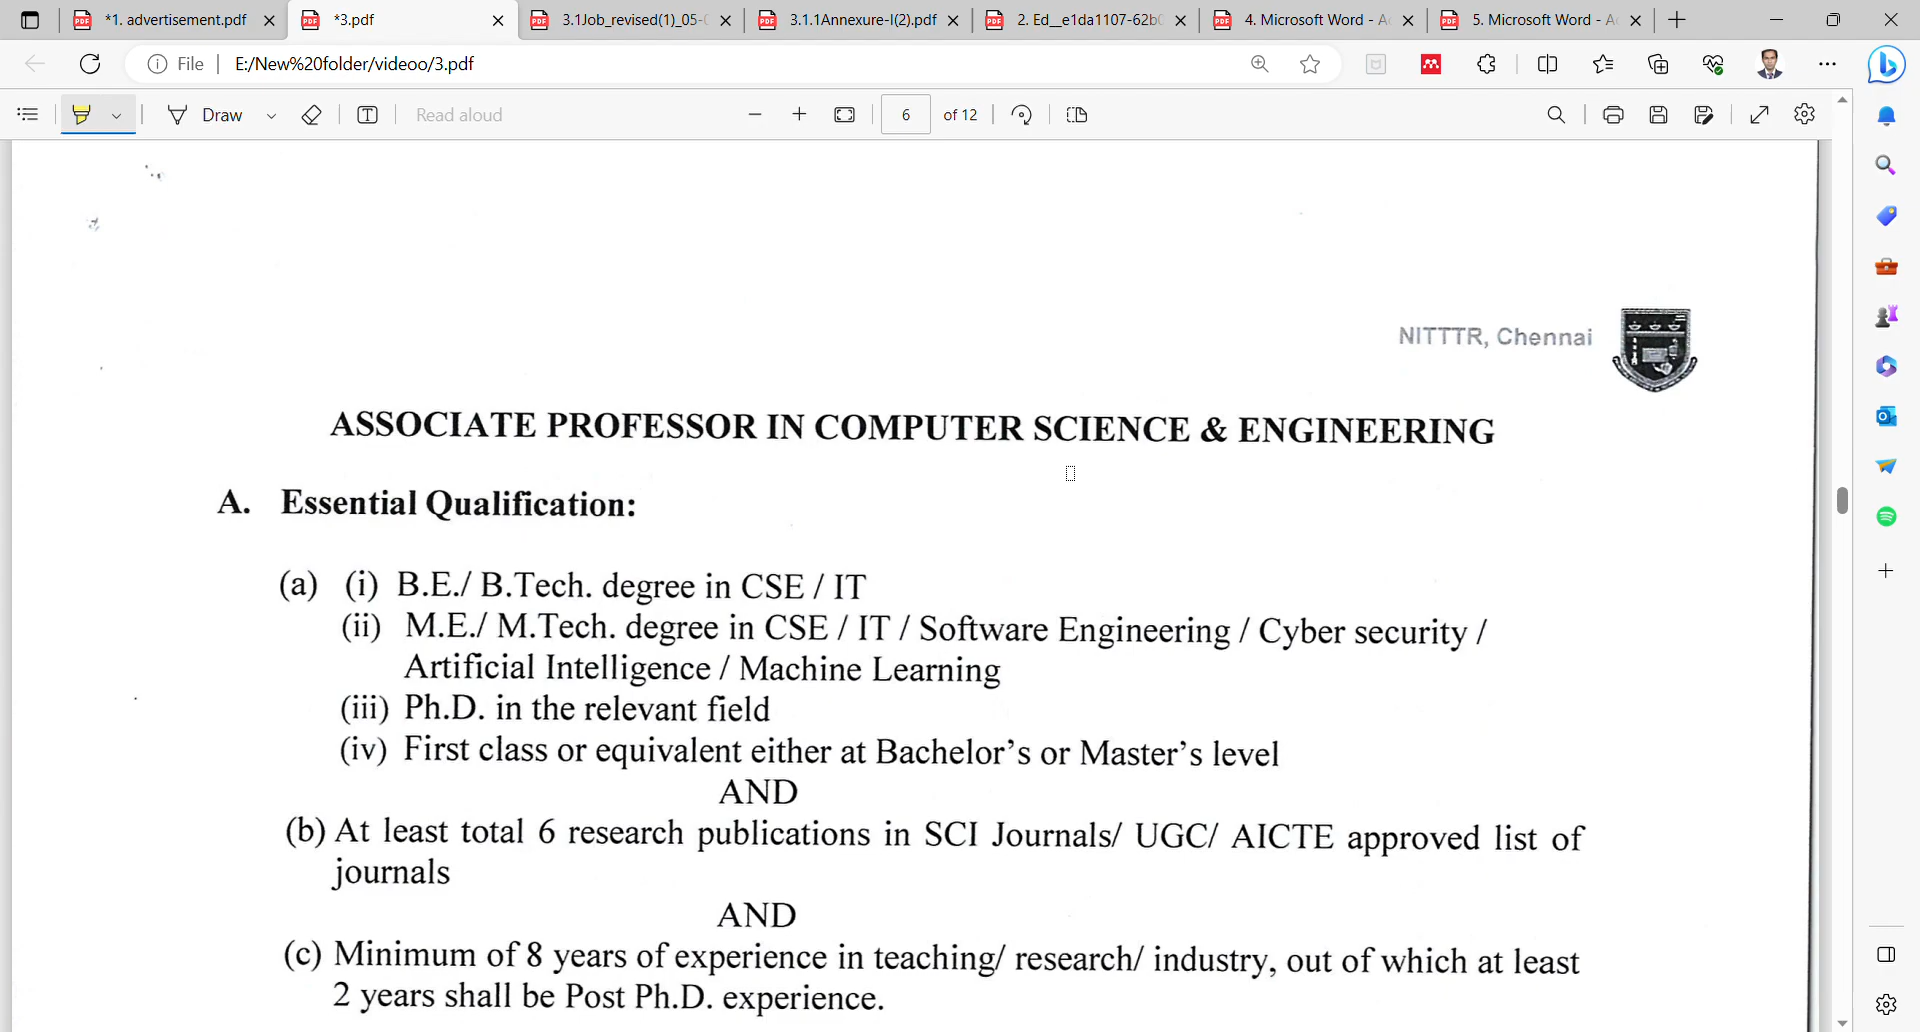 *1. advertisement.pdf
*3.pdf
3.1Job_revised(1)_05-
3.1.1Annexure-I(2).pdf
2. Ed__e1da1107-62b
4. Microsoft Word - A
5. Microsoft Word - A
File
E:/New%20folder/videoo/3.pdf
Draw
Read aloud
6 of 12
NITTTR, Chennai
ASSOCIATE PROFESSOR IN COMPUTER SCIENCE & ENGINEERING
A. Essential Qualification:
(a) (i) B.E./ B.Tech. degree in CSE / IT
(ii) M.E./ M.Tech. degree in CSE / IT / Software Engineering / Cyber security /
Artificial Intelligence / Machine Learning
(iii) Ph.D. in the relevant field
(iv) First class or equivalent either at Bachelor's or Master's level
AND
(b) At least total 6 research publications in SCI Journals/ UGC/ AICTE approved list of
journals
AND
(c) Minimum of 8 years of experience in teaching/ research/ industry, out of which at least
2 years shall be Post Ph.D. experience.